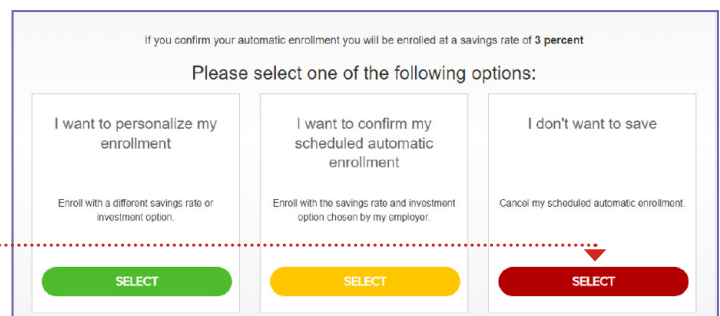 If you confirm your automatic enrollment you will be enrolled at a savings rate of 3 percent
Please select one of the following options:
I want to personalize my
enrollment
Enroll with a different savings rate or
investment option.
SELECT
I want to confirm my
scheduled automatic
enrollment
Enroll with the savings rate and investment
option chosen by my employer.
SELECT
I don't want to save
Cancel my scheduled automatic enrollment.
SELECT